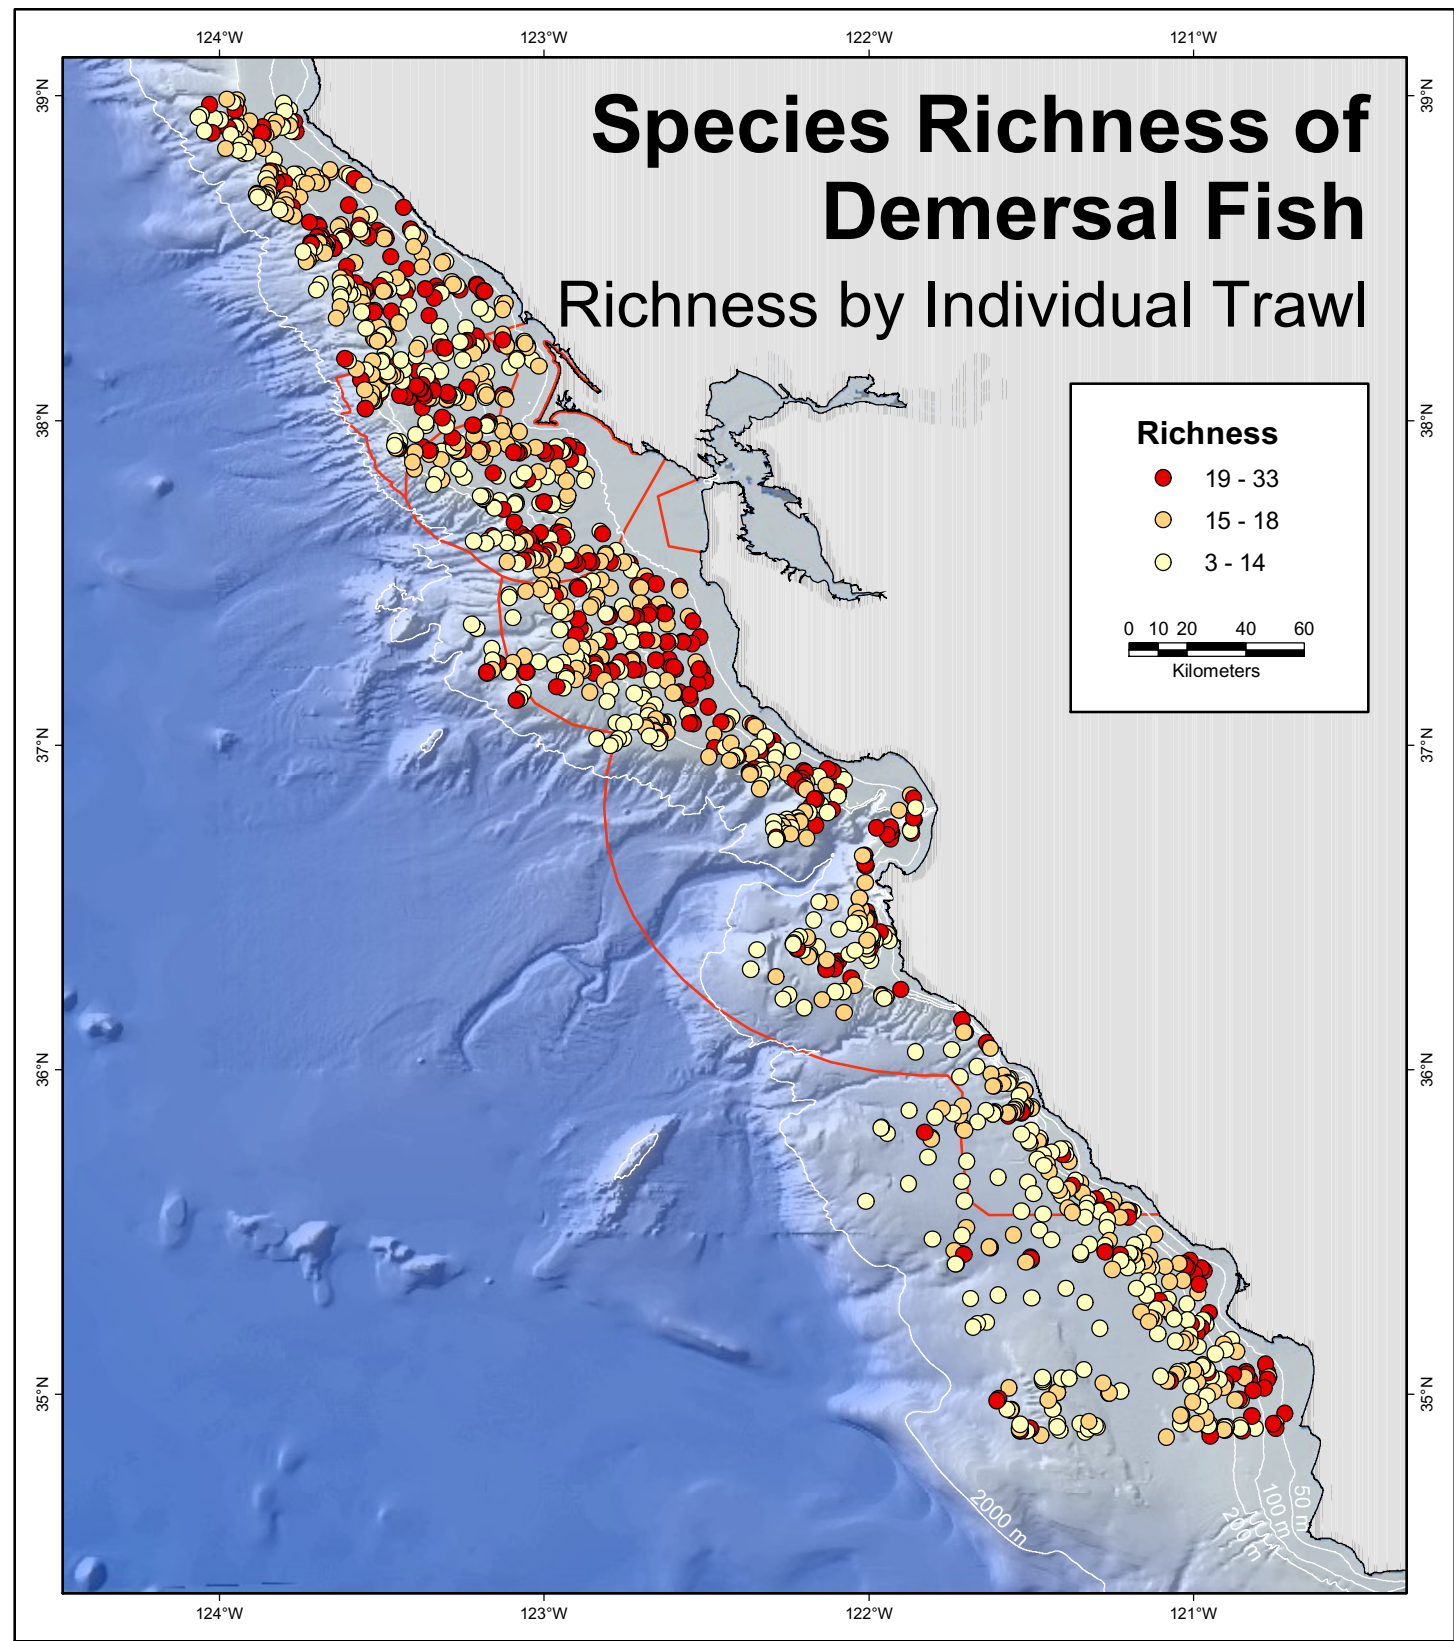 124°W 123°W 122°W 121°W
39°N 39°N
Species Richness of
Demersal Fish
Richness by Individual Trawl
Richness
19 - 33
15 - 18
3 - 14
0 10 20 40 60
Kilometers
38°N 38°N
37°N 37°N
36°N 36°N
35°N 35°N
2000 m
200 m
100 m
50 m
124°W 123°W 122°W 121°W